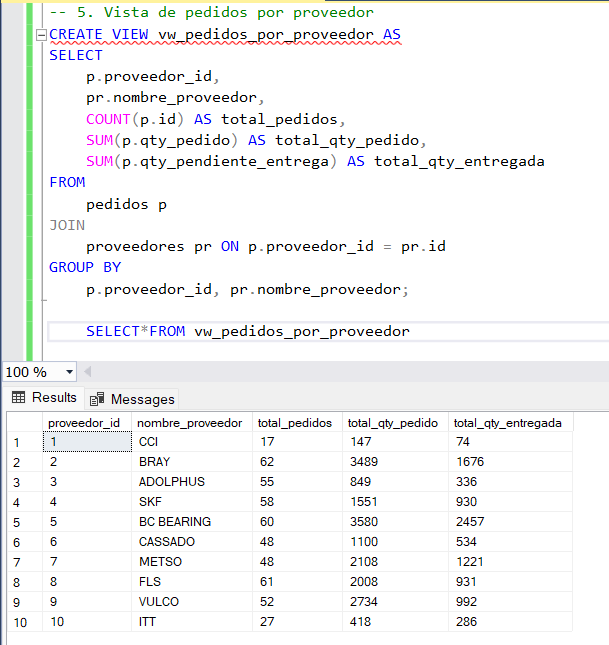 -- 5. Vista de pedidos por proveedor
CREATE VIEW vw_pedidos_por_proveedor AS
SELECT
p.proveedor_id,
pr.nombre_proveedor,
COUNT(p.id) AS total_pedidos,
SUM(p.qty_pedido) AS total_qty_pedido,
SUM(p.qty_pendiente_entrega) AS total_qty_entregada
FROM
pedidos p
JOIN
proveedores pr ON p.proveedor_id = pr.id
GROUP BY
p.proveedor_id, pr.nombre_proveedor;
SELECT*FROM vw_pedidos_por_proveedor
100 %
Results Messages
proveedor_id nombre_proveedor total_pedidos total_qty_pedido total_qty_entregada
1 1 CCI 17 147 74
2 2 BRAY 62 3489 1676
3 3 ADOLPHUS 55 849 336
4 4 SKF 58 1551 930
5 5 BC BEARING 60 3580 2457
6 6 CASSADO 48 1100 534
7 7 METSO 48 2108 1221
8 8 FLS 61 2008 931
9 9 VULCO 52 2734 992
10 10 ITT 27 418 286